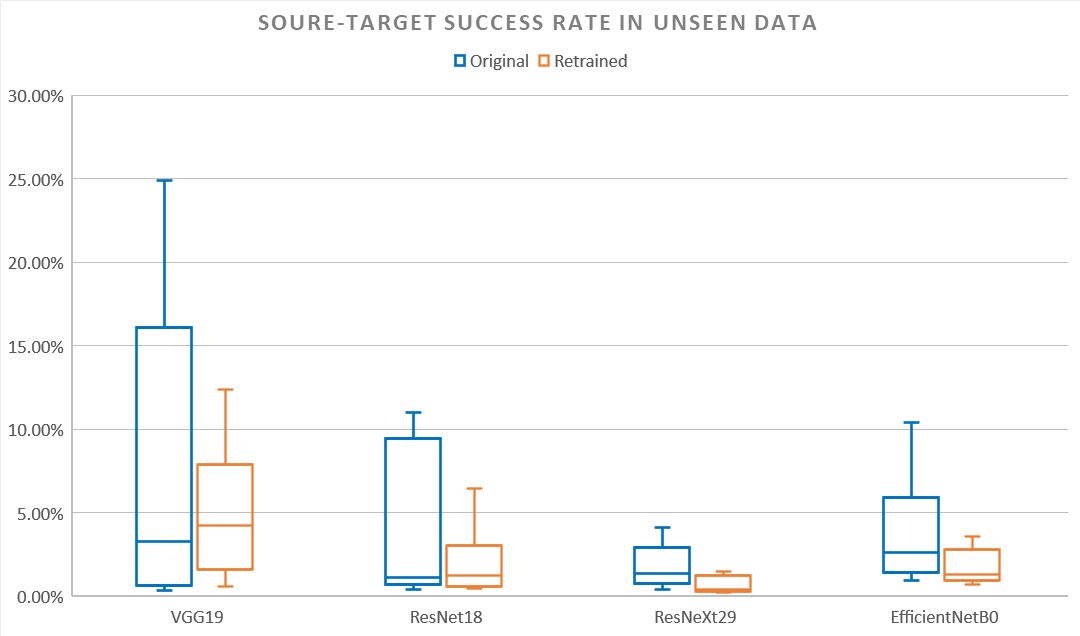 SOURE-TARGET SUCCESS RATE IN UNSEEN DATA
Original Retrained
30.00%
25.00%
20.00%
15.00%
10.00%
5.00%
0.00%
VGG19 ResNet18 ResNeXt29 EfficientNetB0